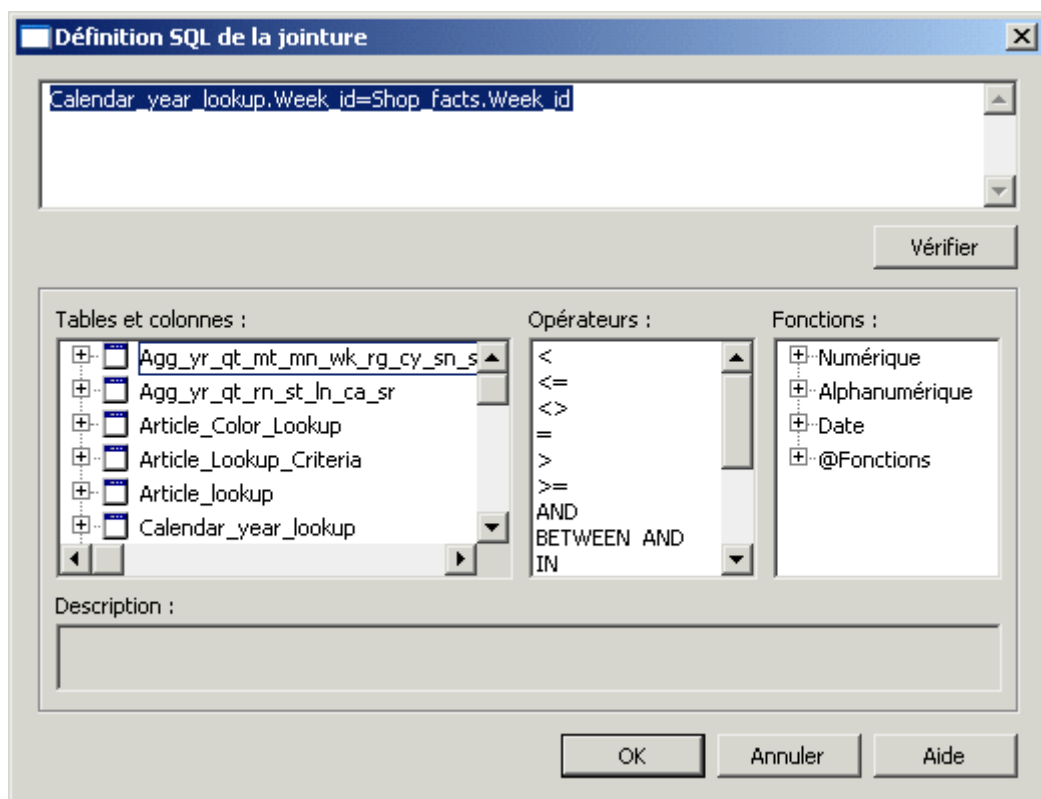 Définition SQL de la jointure
Calendar_year_lookup.Week_id=Shop_facts.Week_id
Vérifier
Tables et colonnes :
Agg_yr_qt_mt_mn_wk_rg_cy_sn_s
Agg_yr_qt_rn_st_ln_ca_sr
Article_Color_Lookup
Article_Lookup_Criteria
Article_lookup
Calendar_year_lookup
Opérateurs :
<
<=
<>
=
>
>=
AND
BETWEEN AND
IN
Fonctions :
Numérique
Alphanumérique
Date
@Fonctions
Description :
OK
Annuler
Aide